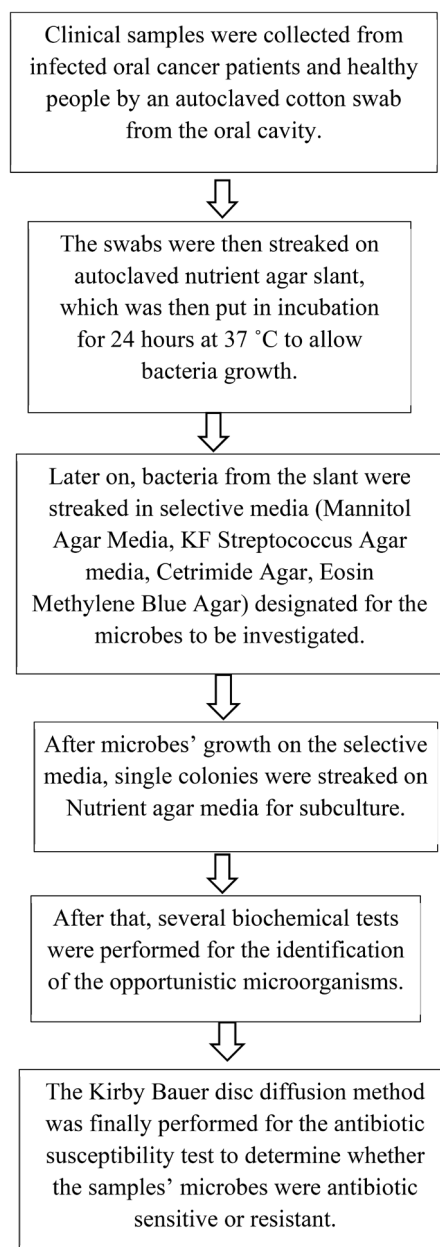 Clinical samples were collected from
infected oral cancer patients and healthy
people by an autoclaved cotton swab
from the oral cavity.
The swabs were then streaked on
autoclaved nutrient agar slant,
which was then put in incubation
for 24 hours at 37 ˚C to allow
bacteria growth.
Later on, bacteria from the slant were
streaked in selective media (Mannitol
Agar Media, KF Streptococcus Agar
media, Cetrimide Agar, Eosin
Methylene Blue Agar) designated for the
microbes to be investigated.
After microbes’ growth on the selective
media, single colonies were streaked on
Nutrient agar media for subculture.
After that, several biochemical tests
were performed for the identification
of the opportunistic microorganisms.
The Kirby Bauer disc diffusion method
was finally performed for the antibiotic
susceptibility test to determine whether
the samples’ microbes were antibiotic
sensitive or resistant.